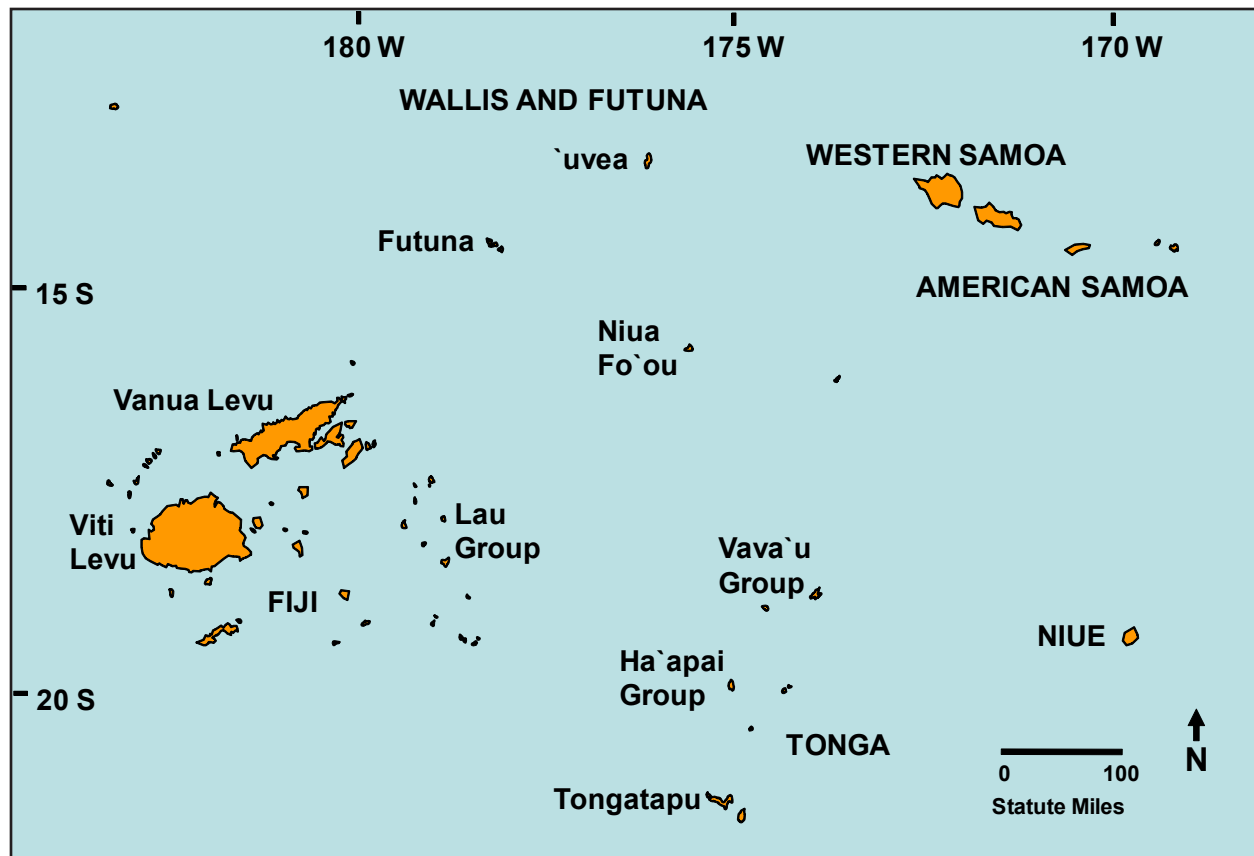 180 W
175 W
170 W
WALLIS AND FUTUNA
`uvea
WESTERN SAMOA
Futuna
15 S
AMERICAN SAMOA
Niua
Fo`ou
Vanua Levu
Viti
Levu
Lau
Group
Vava`u
Group
FIJI
NIUE
Ha`apai
Group
20 S
TONGA
N
0
100
Statute Miles
Tongatapu